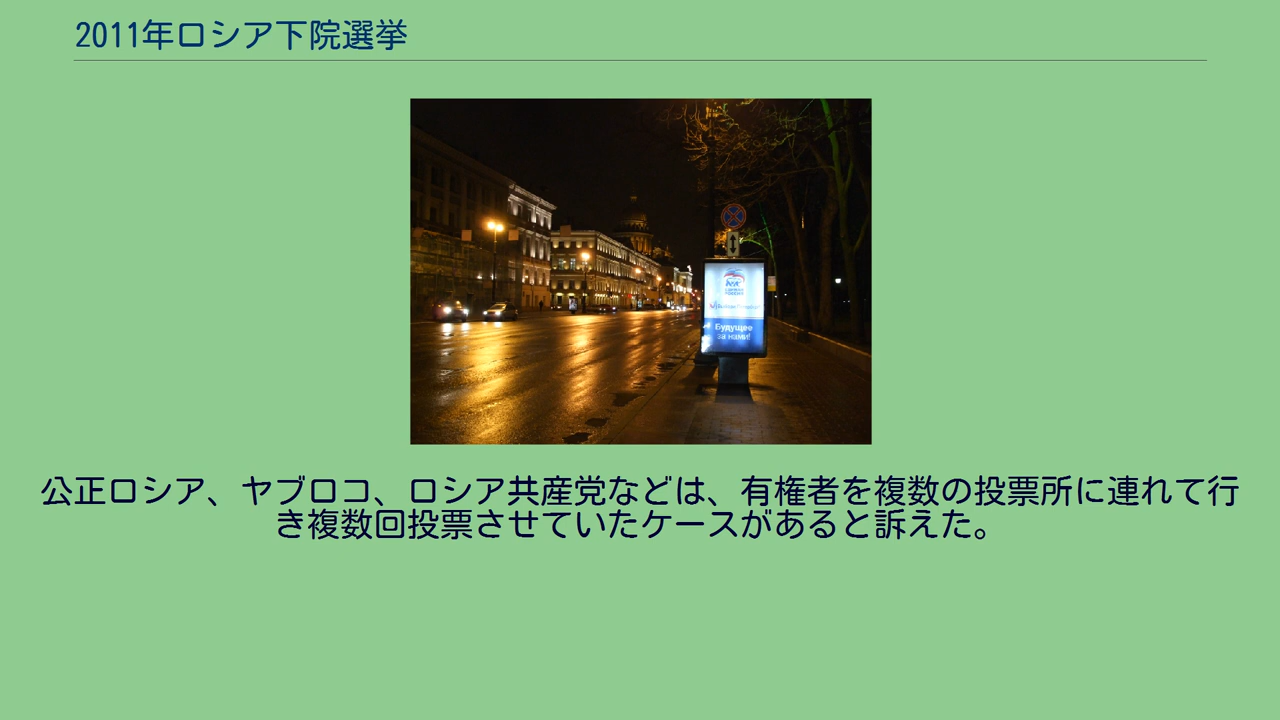 2011年ロシア下院選挙
ЕДИНАЯ
РОССИЯ
Будущее
за нами!
公正ロシア、ヤブロコ、ロシア共産党などは、有権者を複数の投票所に連れて行
き複数回投票させていたケースがあると訴えた。